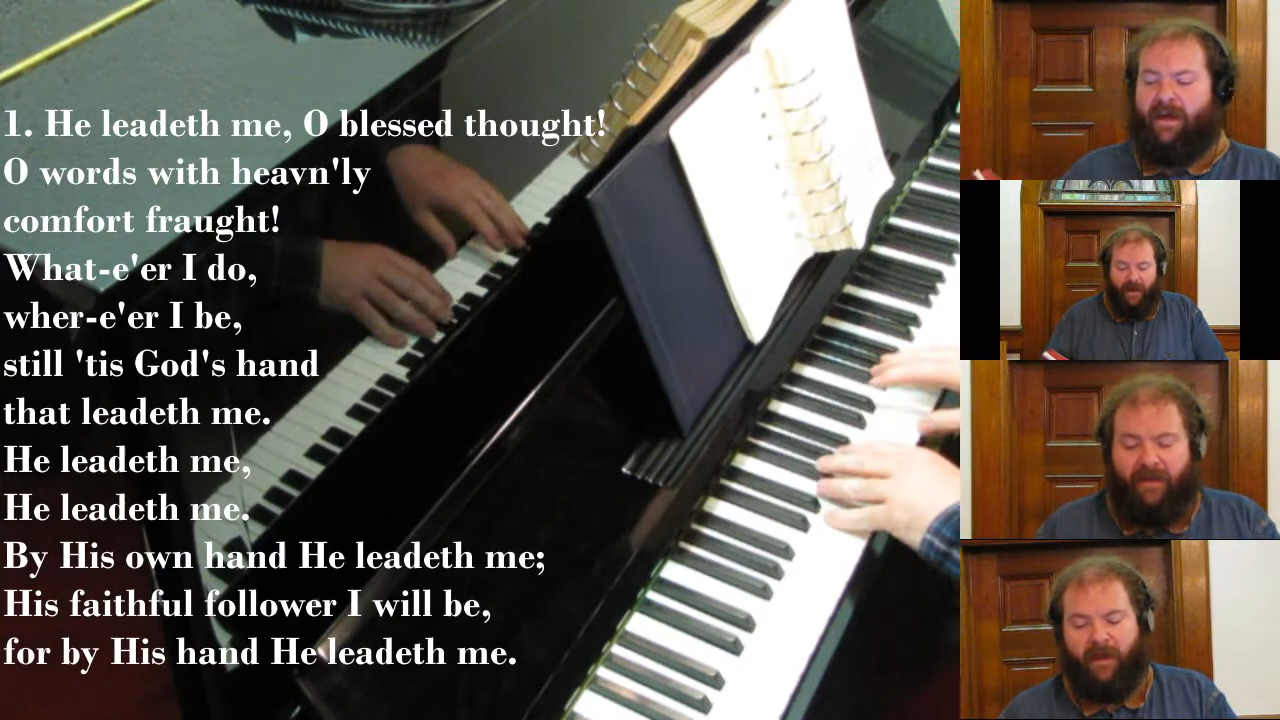 1. He leadeth me, O blessed thought!
O words with heavn'ly
comfort fraught!
What-e'er I do,
wher-e'er I be,
still 'tis God's hand
that leadeth me.
He leadeth me,
He leadeth me.
By His own hand He leadeth me;
His faithful follower I will be,
for by His hand He leadeth me.